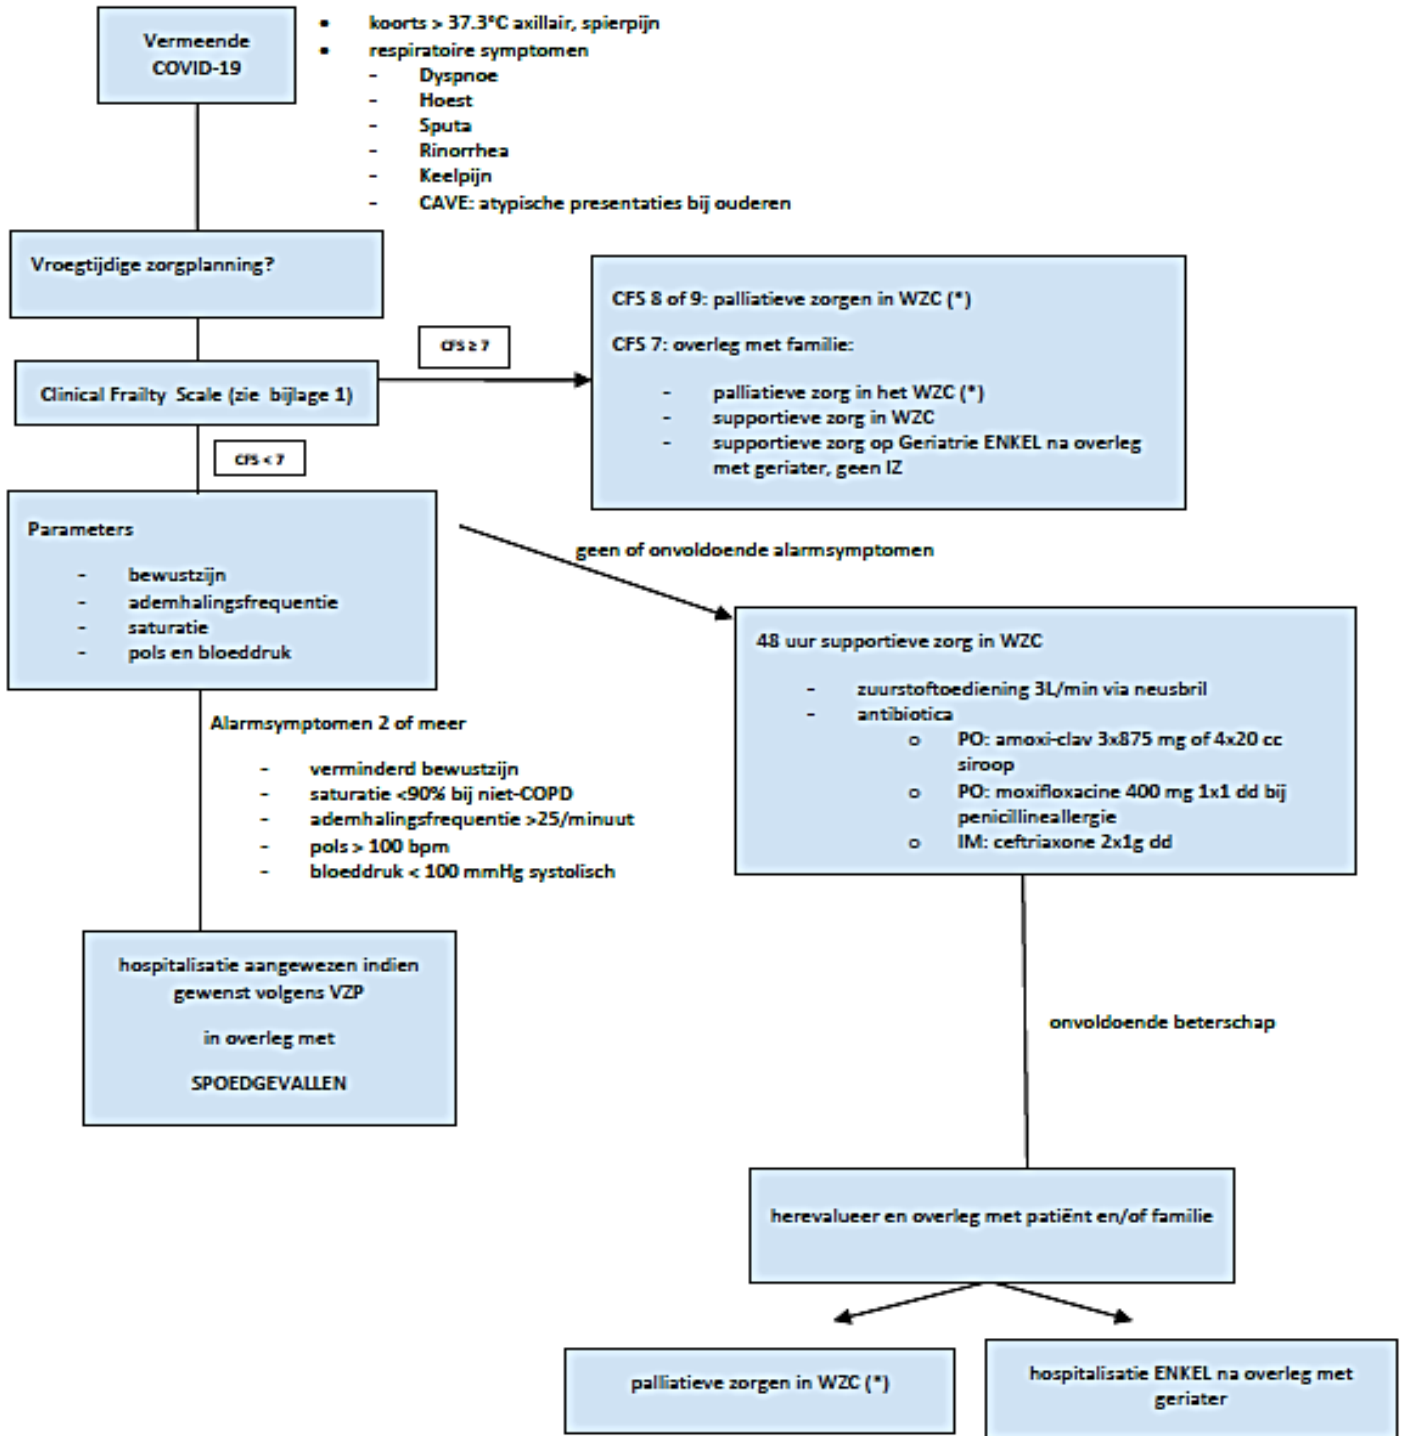 Vermeende
COVID-19
• koorts > 37.3°C axillair, spierpijn
• respiratoire symptomen
- Dyspnoe
- Hoest
- Sputa
- Rinorrhea
- Keelpijn
- CAVE: atypische presentaties bij ouderen
Vroegtijdige zorgplanning?
Clinical Frailty Scale (zie bijlage 1)
CFS ≥ 7
CFS 8 of 9: palliatieve zorgen in WZC (*)
CFS 7: overleg met familie:
- palliatieve zorg in het WZC (*)
- supportieve zorg in WZC
- supportieve zorg op Geriatrie ENKEL na overleg
met geriater, geen IZ
CFS < 7
Parameters
- bewustzijn
- ademhalingsfrequentie
- saturatie
- pols en bloeddruk
geen of onvoldoende alarmsymptomen
48 uur supportieve zorg in WZC
- zuurstoftoediening 3L/min via neusbril
- antibiotica
o PO: amoxi-clav 3x875 mg of 4x20 cc
siroop
o PO: moxifloxacine 400 mg 1x1 dd bij
penicillineallergie
o IM: ceftriaxone 2x1g dd
Alarmsymptomen 2 of meer
- verminderd bewustzijn
- saturatie <90% bij niet-COPD
- ademhalingsfrequentie >25/minuut
- pols > 100 bpm
- bloeddruk < 100 mmHg systolisch
hospitalisatie aangewezen indien
gewenst volgens VZP
in overleg met
SPOEDGEVALLEN
onvoldoende beterschap
herevalueer en overleg met patiënt en/of familie
palliatieve zorgen in WZC (*)
hospitalisatie ENKEL na overleg met
geriater